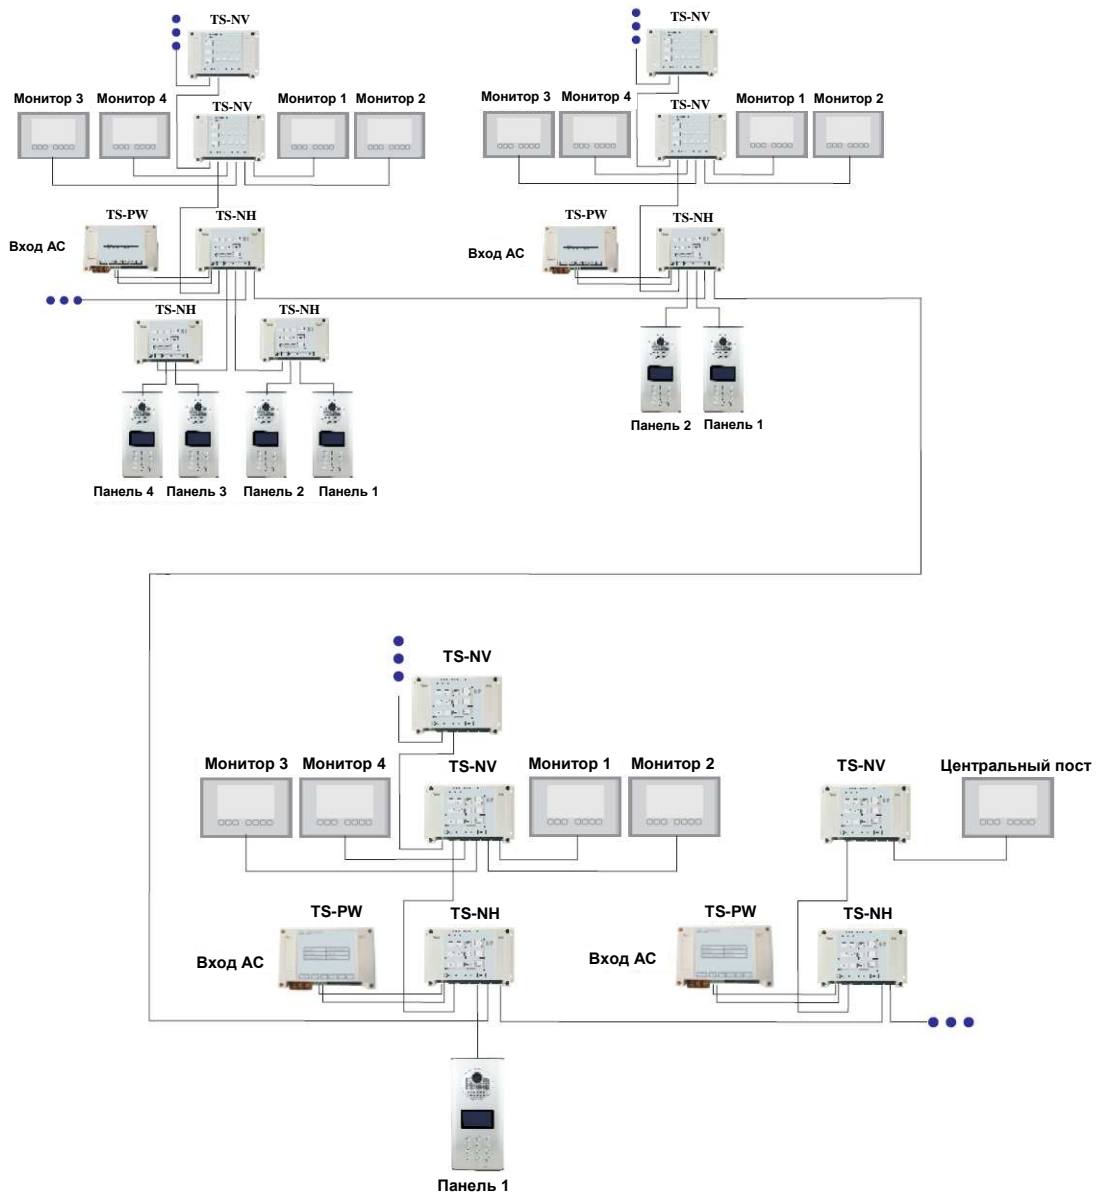 TS-NV
TS-NV
Монитор 3
Монитор 4
TS-NV
Монитор 1
Монитор 2
Монитор 3
Монитор 4
TS-NV
Монитор 1
Монитор 2
TS-PW
TS-NH
Вход AC
TS-PW
TS-NH
Вход AC
TS-NH
TS-NH
Панель 2
Панель 1
Панель 4
Панель 3
Панель 2
Панель 1
TS-NV
Монитор 3
Монитор 4
TS-NV
Монитор 1
Монитор 2
TS-NV
Центральный пост
TS-PW
TS-NH
Вход AC
TS-PW
TS-NH
Вход AC
Панель 1